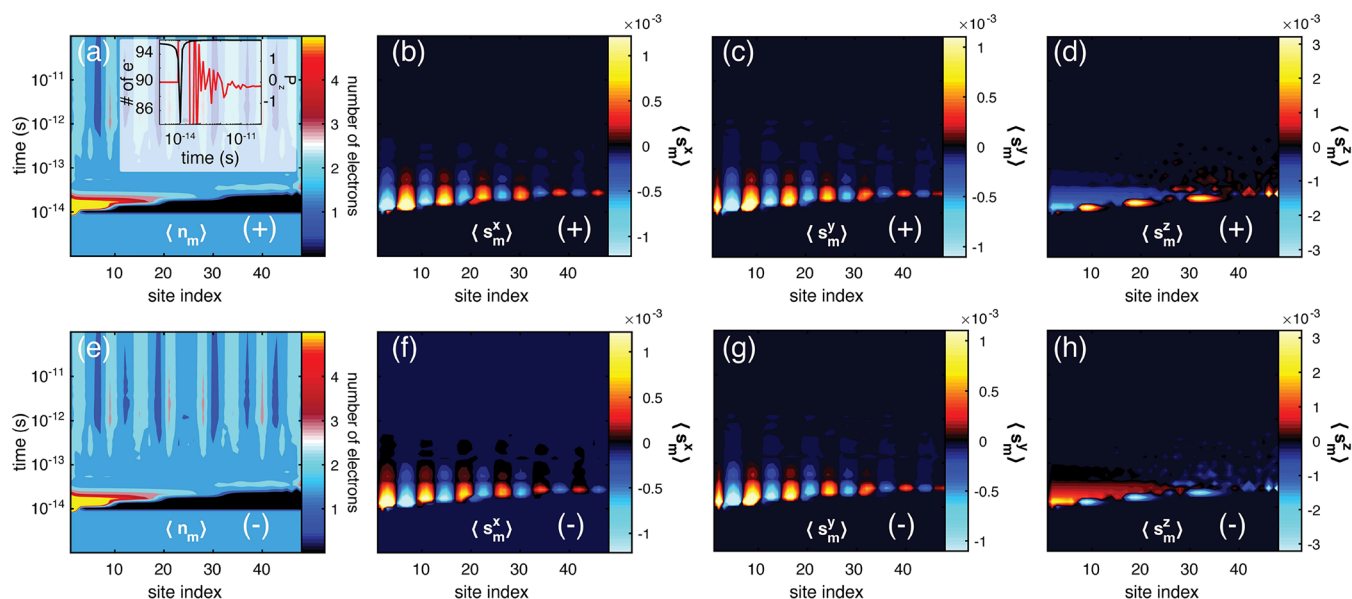 ×10⁻³
×10⁻³
×10⁻³
(a)
94
90
86
# of e⁻
1
0
-1
P_z
10⁻¹⁴
10⁻¹¹
time (s)
10⁻¹¹
10⁻¹²
10⁻¹³
10⁻¹⁴
time (s)
⟨ n_m ⟩ (+)
10 20 30 40
site index
4
3
2
1
number of electrons
(b)
⟨ s_m^x ⟩ (+)
10 20 30 40
site index
1
0.5
0
-0.5
-1
⟨ s_m^x ⟩
(c)
⟨ s_m^y ⟩ (+)
10 20 30 40
site index
1
0.5
0
-0.5
-1
⟨ s_m^y ⟩
(d)
⟨ s_m^z ⟩ (+)
10 20 30 40
site index
3
2
1
0
-1
-2
-3
⟨ s_m^z ⟩
×10⁻³
×10⁻³
×10⁻³
(e)
10⁻¹¹
10⁻¹²
10⁻¹³
10⁻¹⁴
time (s)
⟨ n_m ⟩ (-)
10 20 30 40
site index
4
3
2
1
number of electrons
(f)
⟨ s_m^x ⟩ (-)
10 20 30 40
site index
1
0.5
0
-0.5
-1
⟨ s_m^x ⟩
(g)
⟨ s_m^y ⟩ (-)
10 20 30 40
site index
1
0.5
0
-0.5
-1
⟨ s_m^y ⟩
(h)
⟨ s_m^z ⟩ (-)
10 20 30 40
site index
3
2
1
0
-1
-2
-3
⟨ s_m^z ⟩